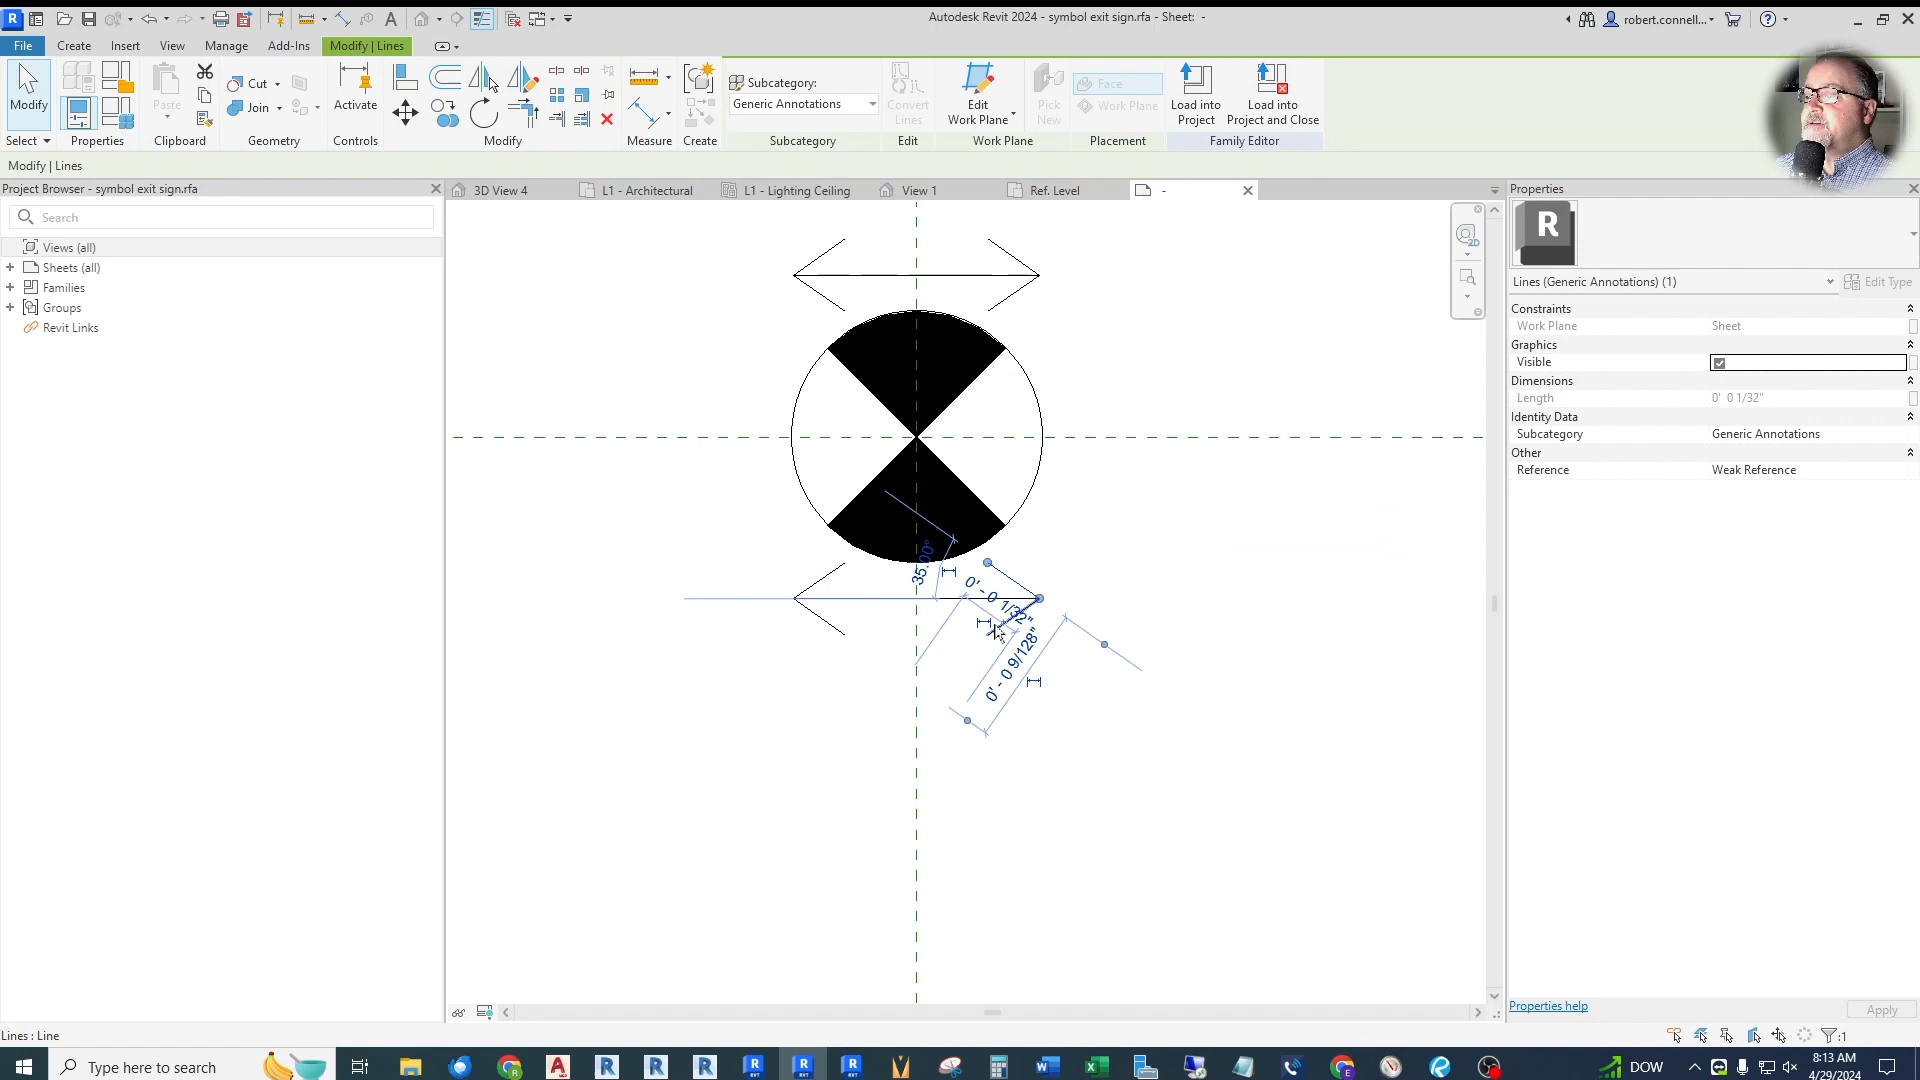 Autodesk Revit 2024 - symbol exit sign.rfa - Sheet: -
robert.connell...
File
Create
Insert
View
Manage
Add-Ins
Modify | Lines
Modify
Paste
Cut
Join
Activate
Subcategory:
Generic Annotations
Convert
Lines
Edit
Work Plane
Pick
New
Face
Work Plane
Load into
Project
Load into
Project and Close
Select
Properties
Clipboard
Geometry
Controls
Modify
Measure
Create
Subcategory
Edit
Work Plane
Placement
Family Editor
Modify | Lines
Project Browser - symbol exit sign.rfa
3D View 4
L1 - Architectural
L1 - Lighting Ceiling
View 1
Ref. Level
-
Properties
Search
Views (all)
Sheets (all)
Families
Groups
Revit Links
R
2D
Lines (Generic Annotations) (1)
Edit Type
Constraints
Work Plane
Sheet
Graphics
Visible
Dimensions
Length
0' 0 1/32"
Identity Data
Subcategory
Generic Annotations
Other
Reference
Weak Reference
35.00°
0' - 0 1/32"
0' - 0 9/128"
Properties help
Apply
Lines : Line
:1
Type here to search
DOW
8:13 AM
4/29/2024